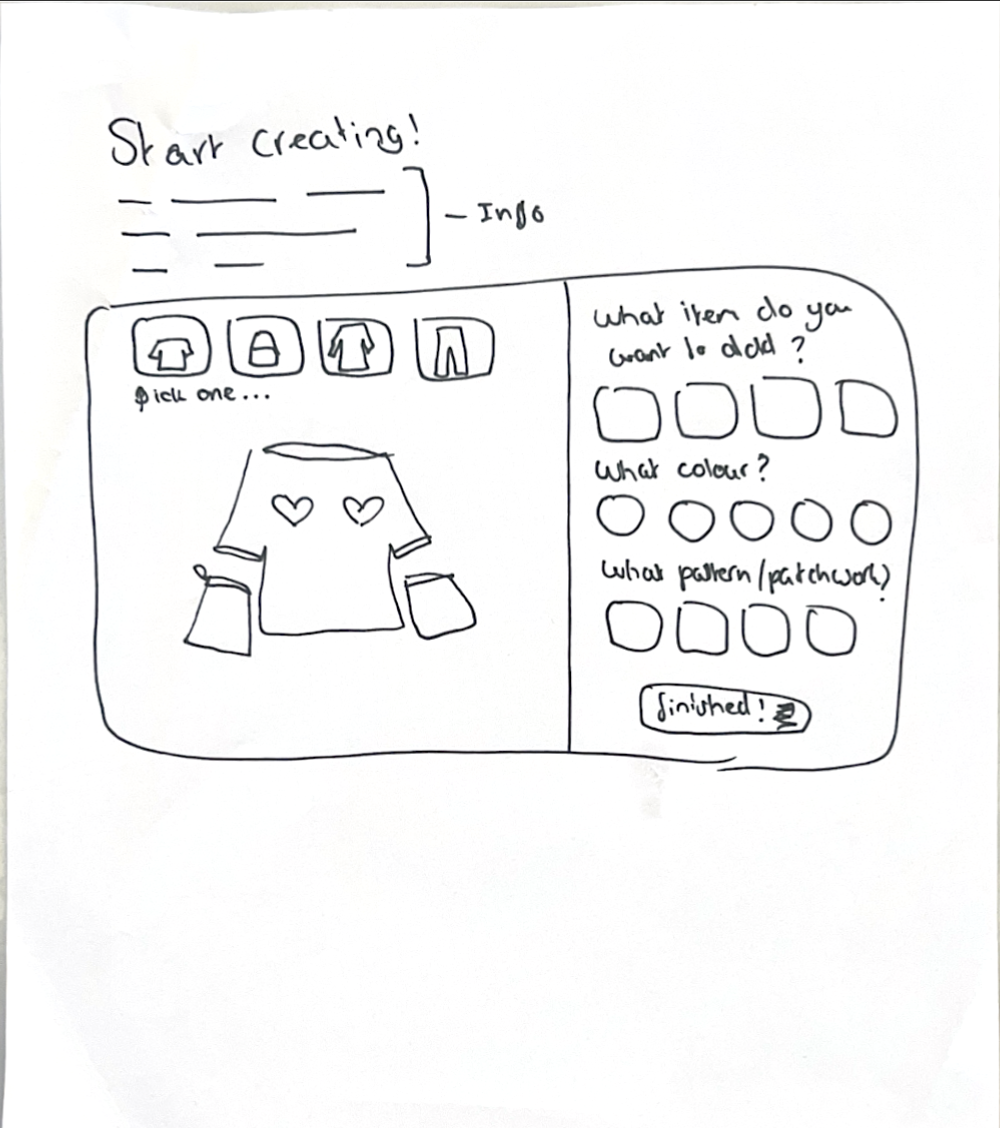 Start creating!
- Info
Pick one...
What item do you
want to add?
What colour?
What pattern/patchwork?
finished!